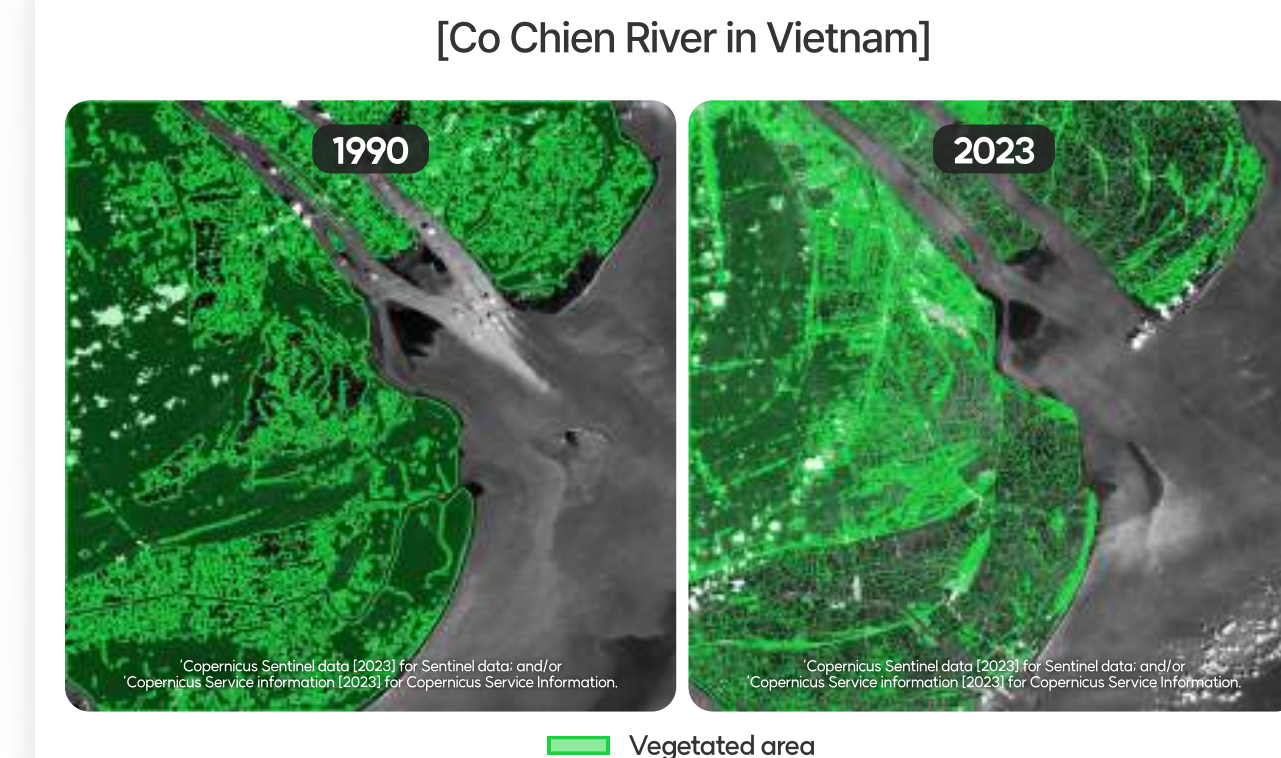 [Co Chien River in Vietnam]
1990
2023
'Copernicus Sentinel data [2023] for Sentinel data; and/or
'Copernicus Service information [2023] for Copernicus Service Information.
'Copernicus Sentinel data [2023] for Sentinel data; and/or
'Copernicus Service information [2023] for Copernicus Service Information.
Vegetated area